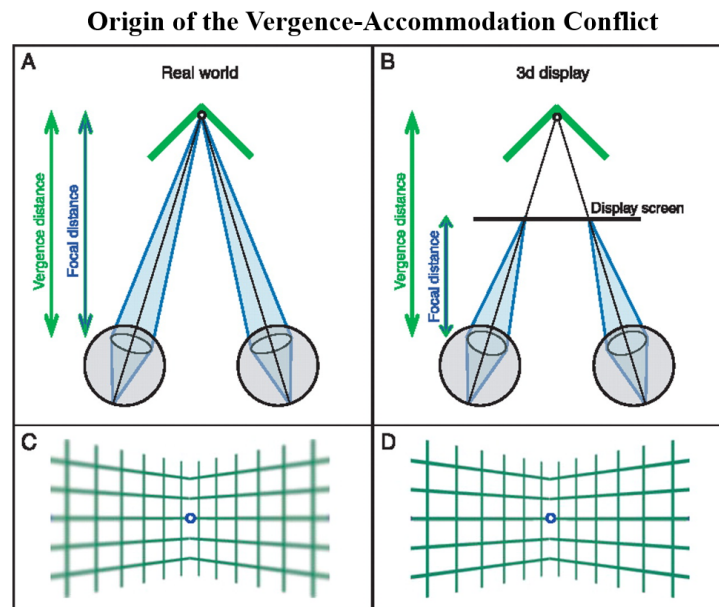 Origin of the Vergence-Accommodation Conflict
A
Real world
Vergence distance
Focal distance
B
3d display
Vergence distance
Focal distance
Display screen
C
D